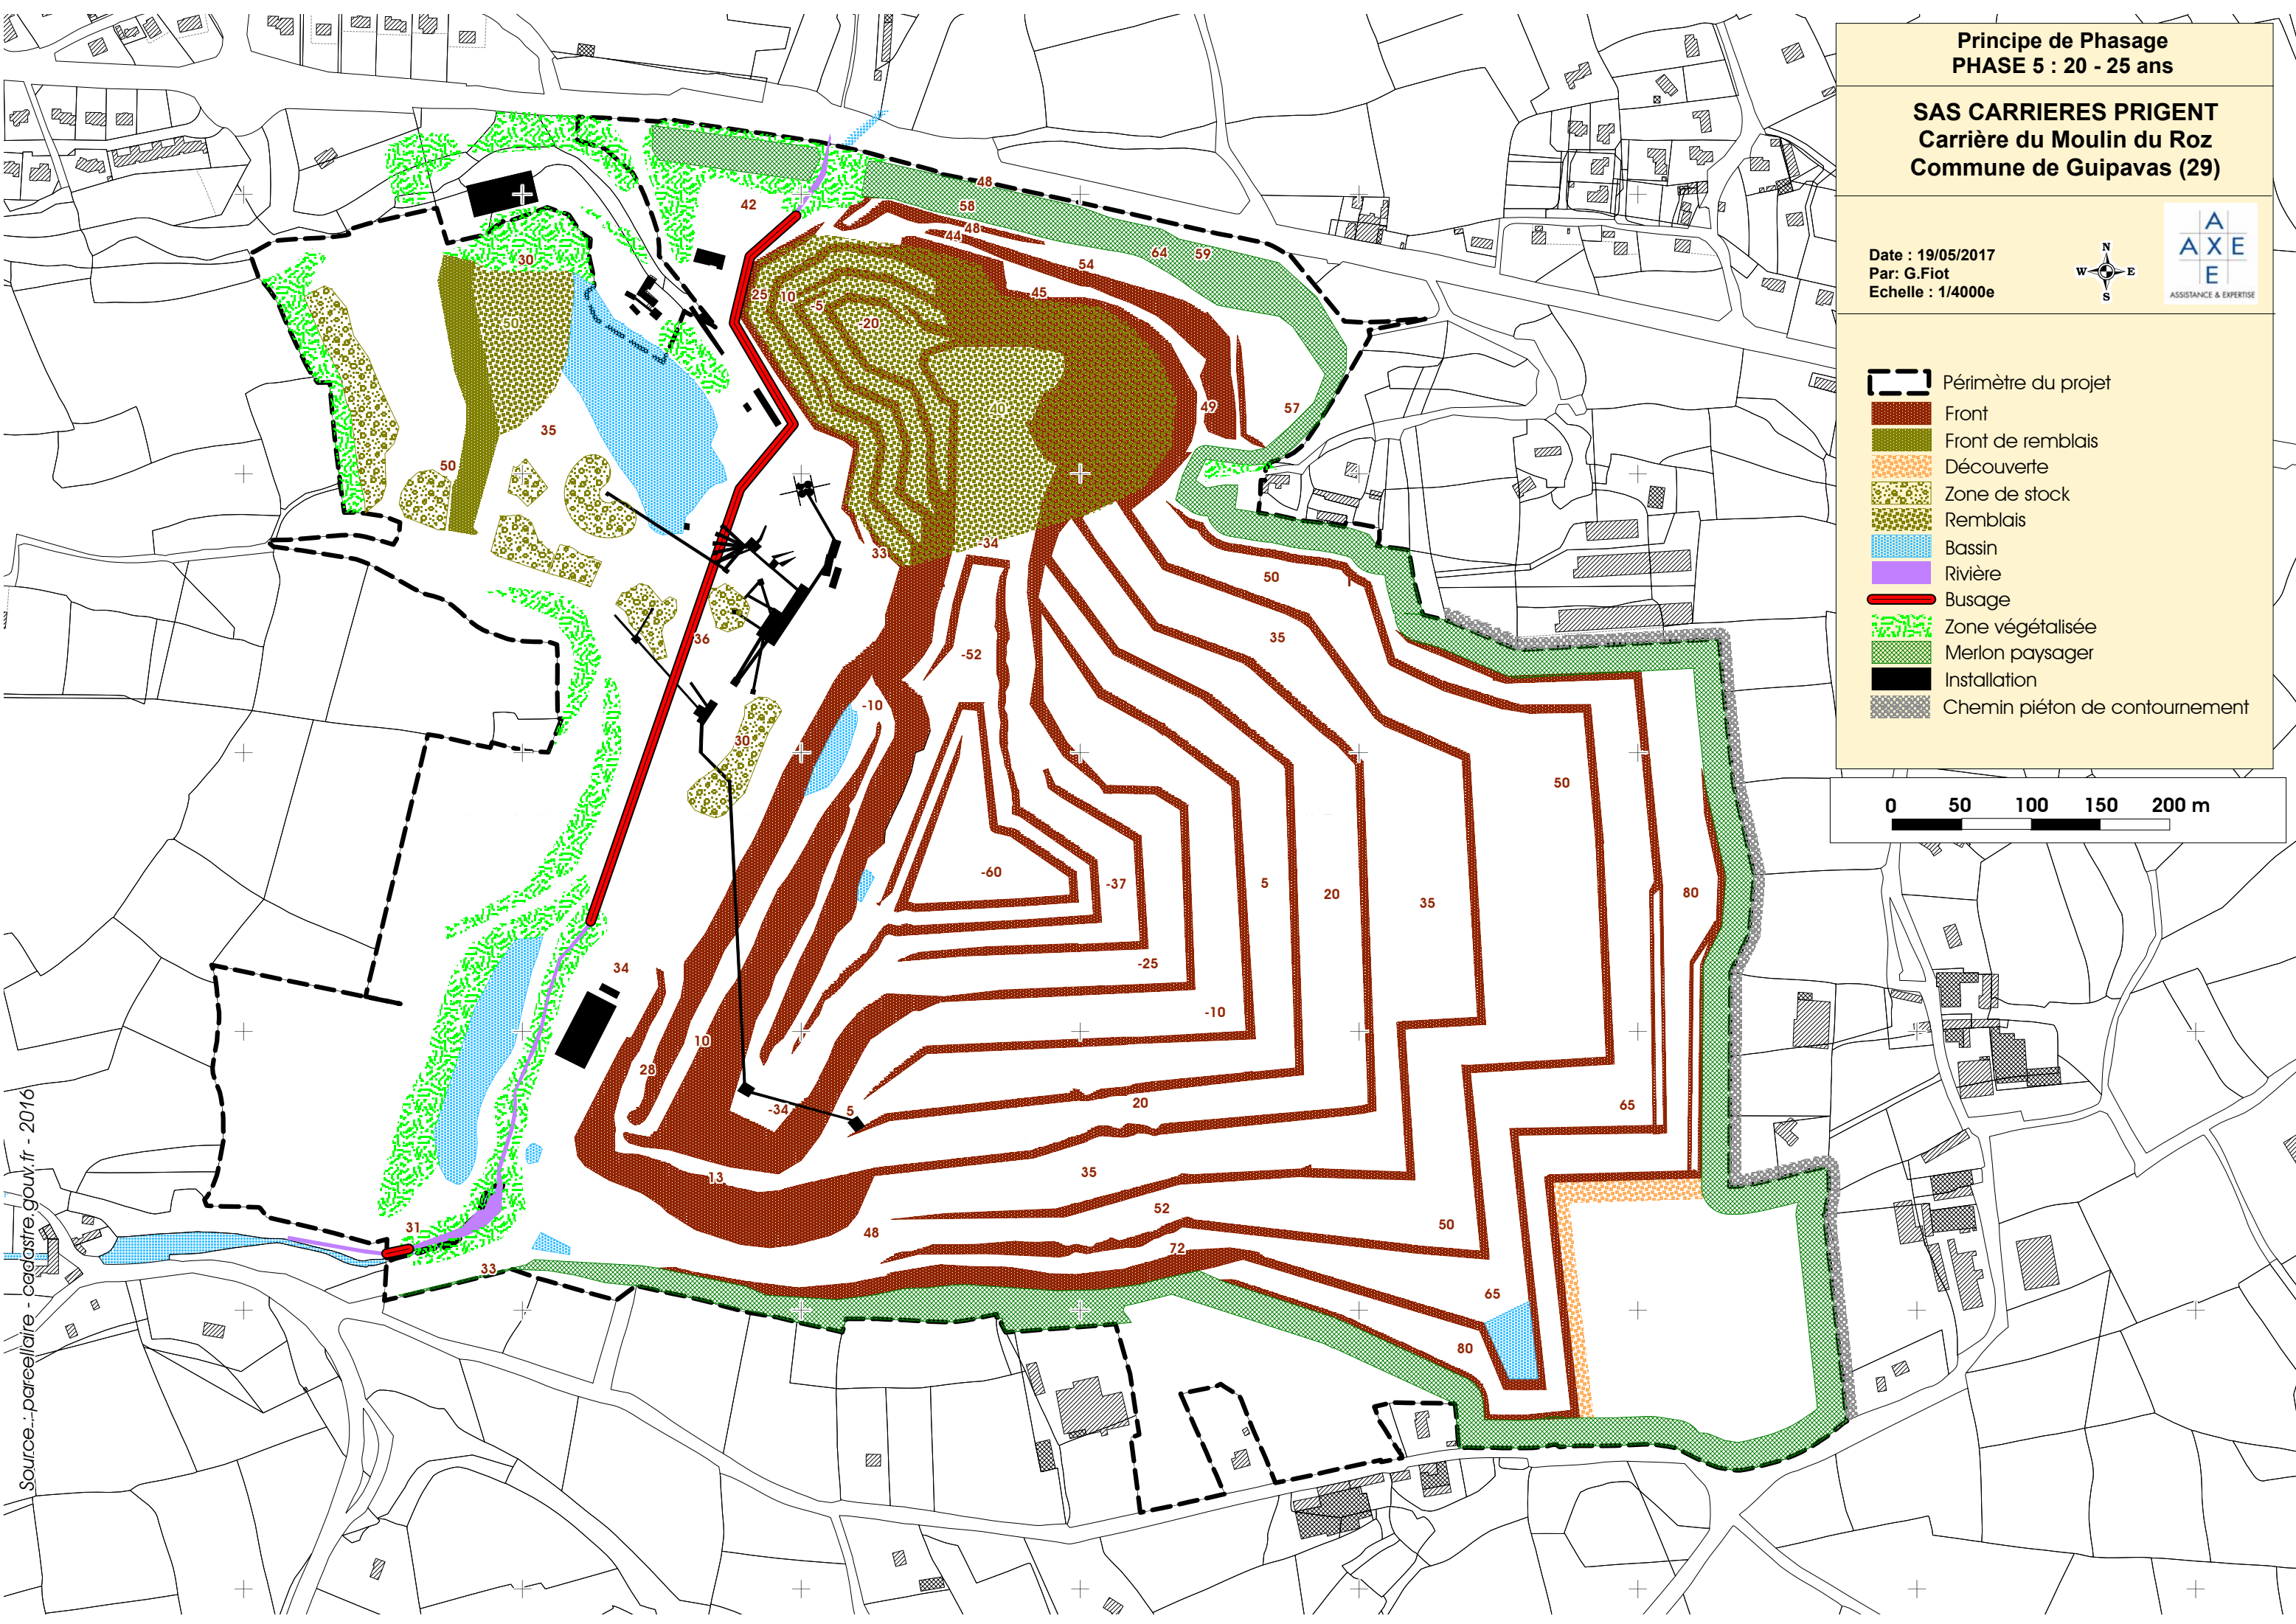 Principe de Phasage
PHASE 5 : 20 - 25 ans
SAS CARRIERES PRIGENT
Carrière du Moulin du Roz
Commune de Guipavas (29)
Date : 19/05/2017
Par: G.Fiot
Echelle : 1/4000e
N
W E
S
A
A X E
E
ASSISTANCE & EXPERTISE
Périmètre du projet
Front
Front de remblais
Découverte
Zone de stock
Remblais
Bassin
Rivière
Busage
Zone végétalisée
Merlon paysager
Installation
Chemin piéton de contournement
0 50 100 150 200 m
48
42
58
48
44
64 59
54
30
25 10 -5
45
50
-20
40
49
57
35
50
33
-34
50
36
35
-52
-10
30
50
-60
-37
5
20
35
80
34
-25
10
-10
28
-34
5
20
65
13
35
31
48
52
50
72
33
65
80
Source : parcellaire - cadastre.gouv.fr - 2016